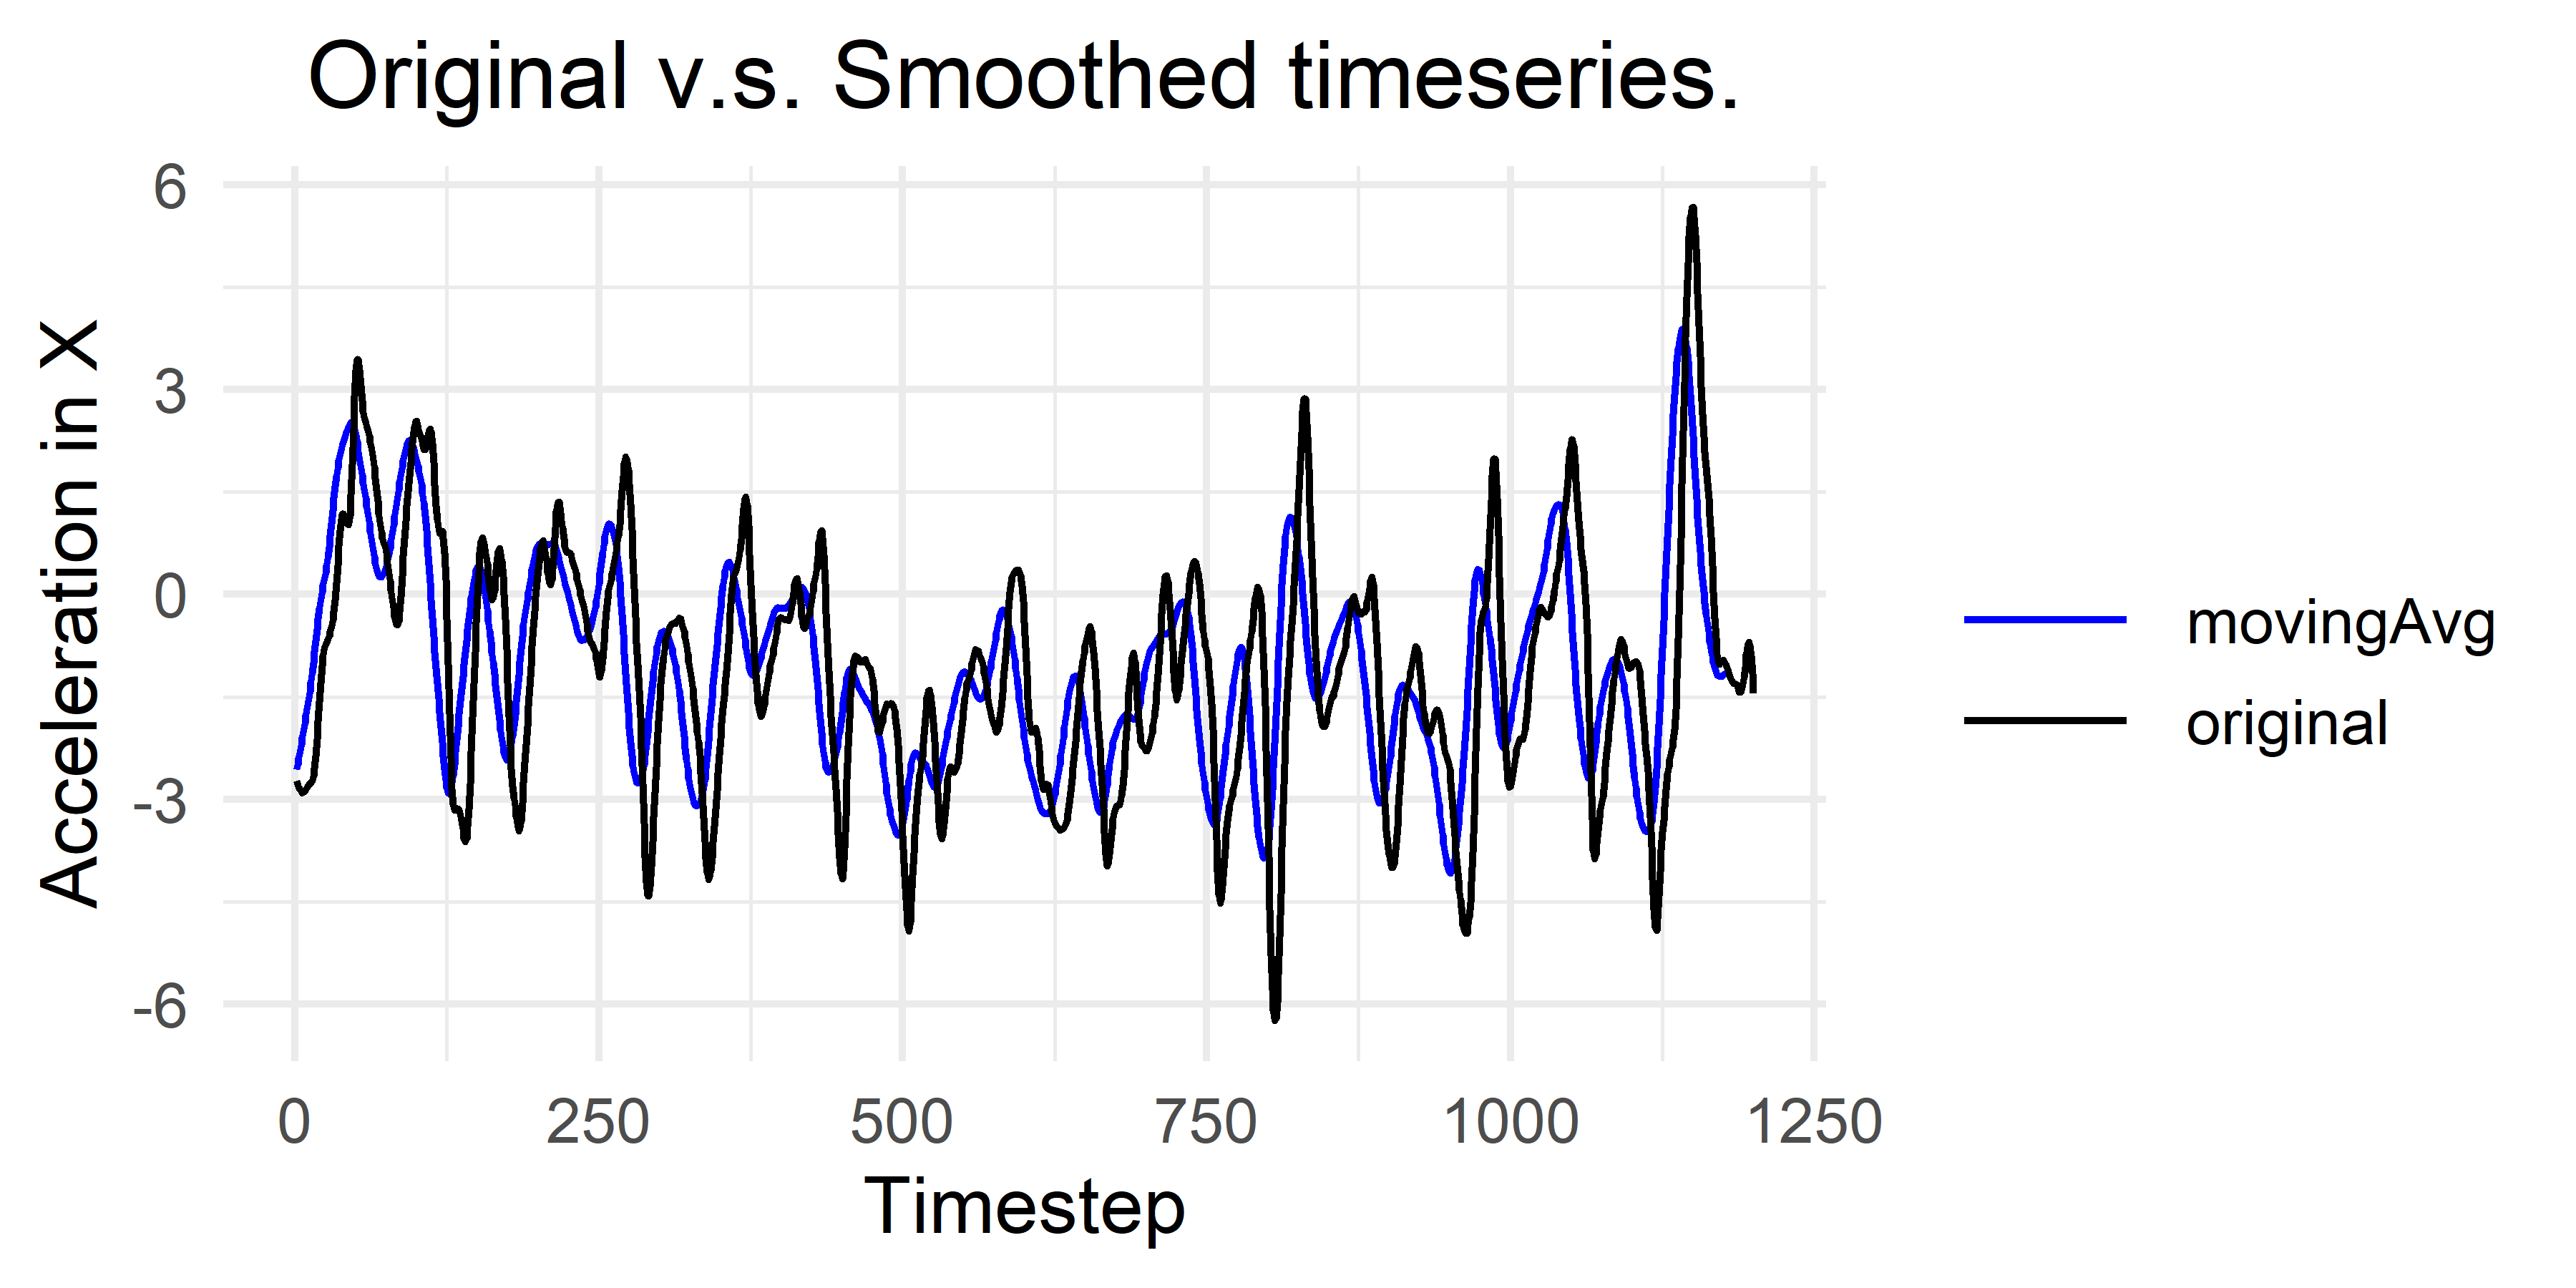 Original v.s. Smoothed timeseries.
Acceleration in X
6
3
0
-3
-6
0 250 500 750 1000 1250
Timestep
movingAvg
original